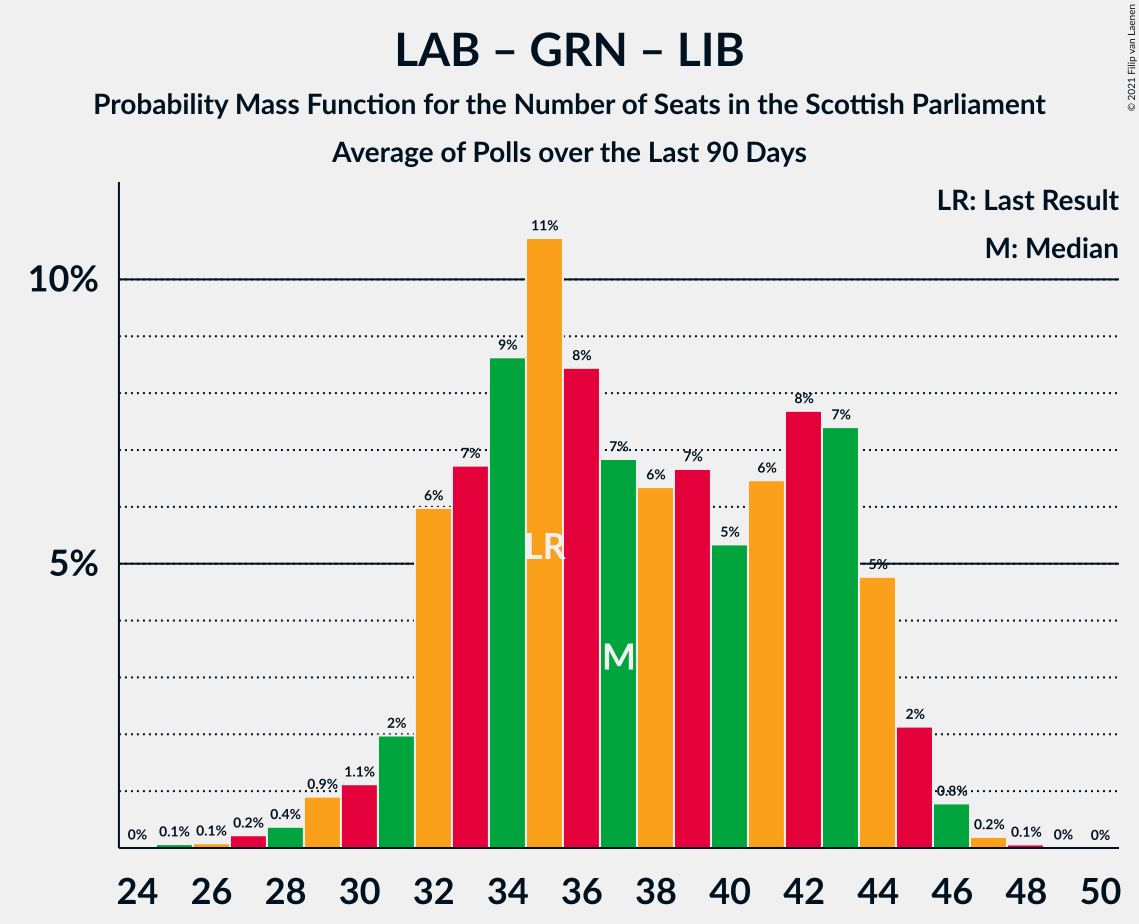 LAB – GRN – LIB
Probability Mass Function for the Number of Seats in the Scottish Parliament
Average of Polls over the Last 90 Days
© 2021 Filip van Laenen
LR: Last Result
M: Median
10%
5%
0% 0.1% 0.1% 0.2% 0.4% 0.9% 1.1% 2% 6% 7% 9% 11% 8% 7% 6% 7% 5% 6% 8% 7% 5% 2% 0.8% 0.2% 0.1% 0% 0%
LR
M
24 26 28 30 32 34 36 38 40 42 44 46 48 50